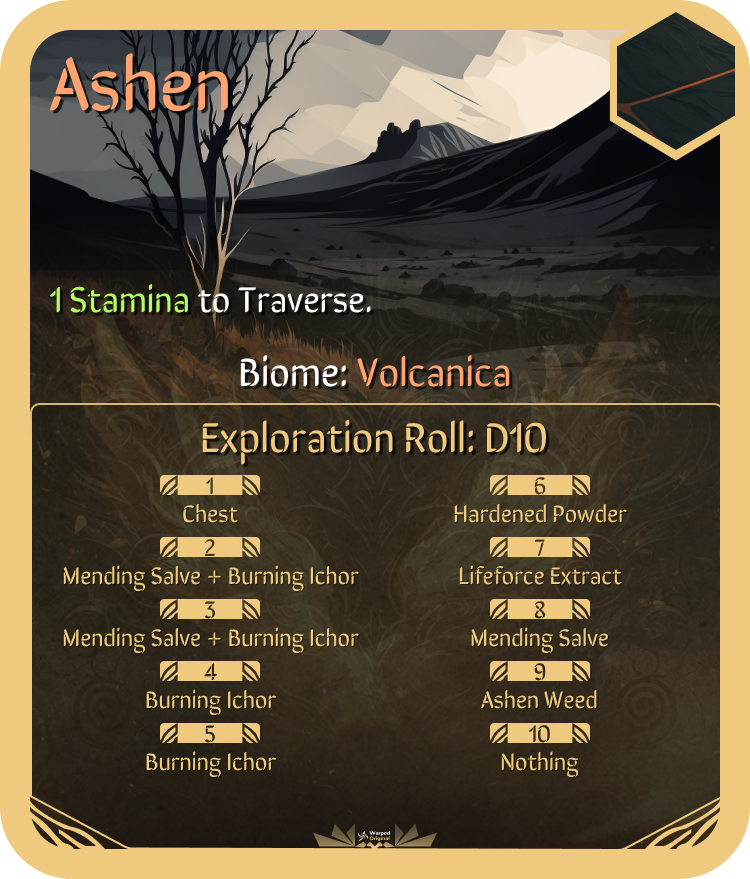 Ashen
1 Stamina to Traverse.
Biome: Volcanica
Exploration Roll: D10
1
Chest
2
Mending Salve + Burning Ichor
3
Mending Salve + Burning Ichor
4
Burning Ichor
5
Burning Ichor
6
Hardened Powder
7
Lifeforce Extract
8
Mending Salve
9
Ashen Weed
10
Nothing
Warped
Original